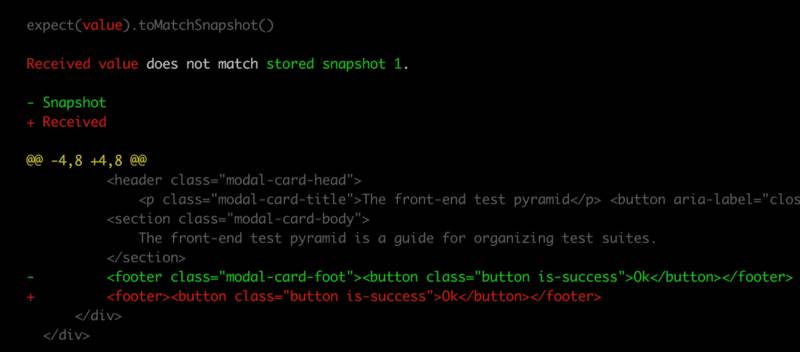 expect(value).toMatchSnapshot()
Received value does not match stored snapshot 1.
- Snapshot
+ Received
@@ -4,8 +4,8 @@
<header class="modal-card-head">
<p class="modal-card-title">The front-end test pyramid</p> <button aria-label="clos
<section class="modal-card-body">
The front-end test pyramid is a guide for organizing test suites.
</section>
- <footer class="modal-card-foot"><button class="button is-success">Ok</button></footer>
+ <footer><button class="button is-success">Ok</button></footer>
</div>
</div>